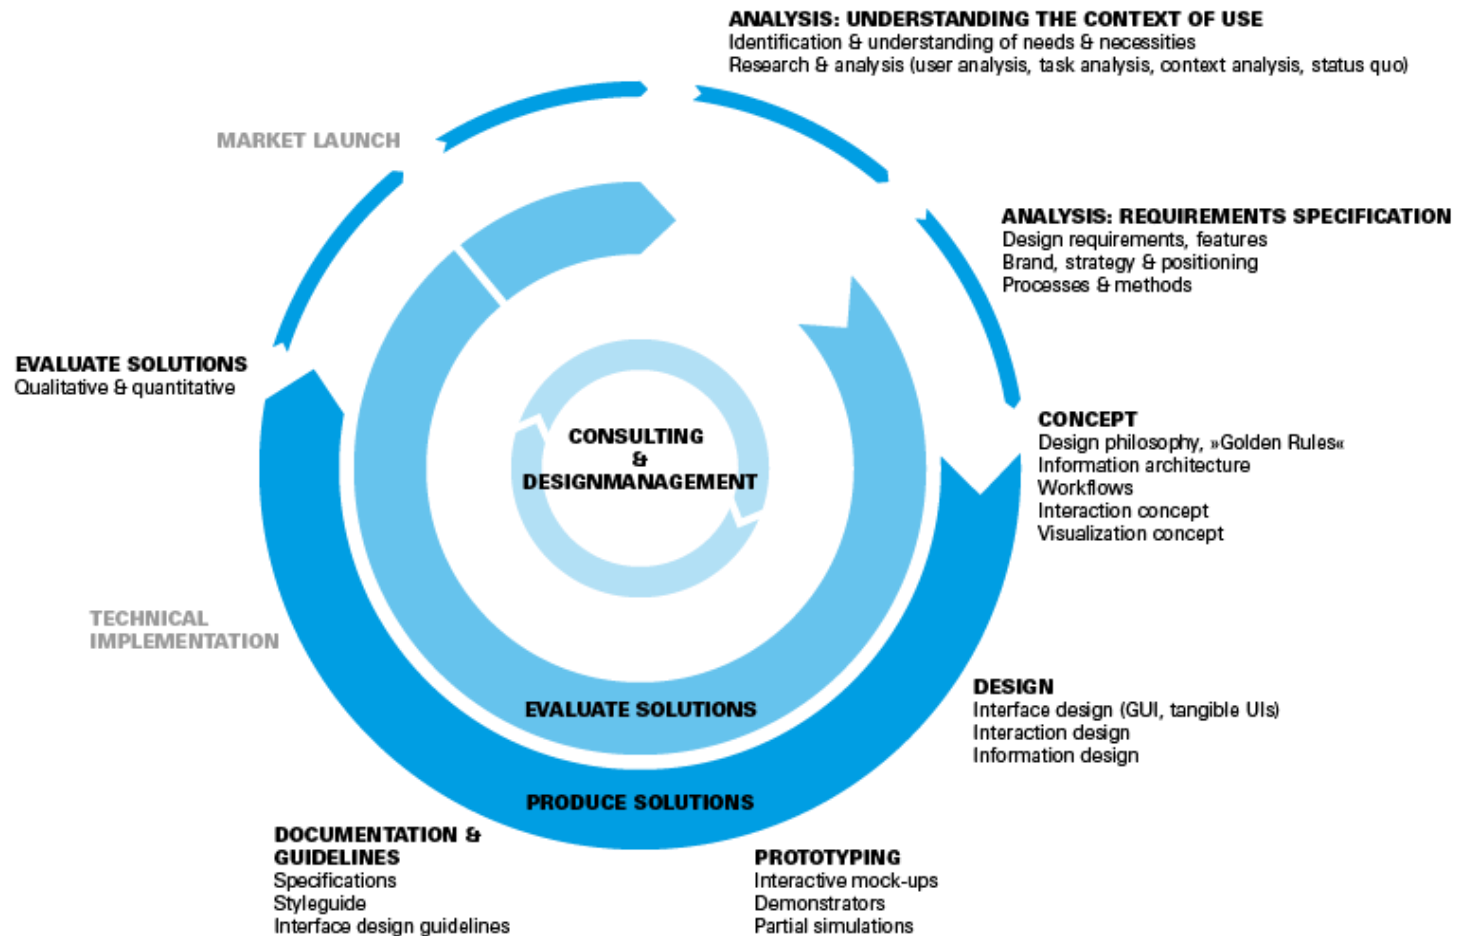 ANALYSIS: UNDERSTANDING THE CONTEXT OF USE
Identification & understanding of needs & necessities
Research & analysis (user analysis, task analysis, context analysis, status quo)
MARKET LAUNCH
ANALYSIS: REQUIREMENTS SPECIFICATION
Design requirements, features
Brand, strategy & positioning
Processes & methods
EVALUATE SOLUTIONS
Qualitative & quantitative
CONCEPT
Design philosophy, »Golden Rules«
Information architecture
Workflows
Interaction concept
Visualization concept
CONSULTING
&
DESIGNMANAGEMENT
TECHNICAL
IMPLEMENTATION
DESIGN
Interface design (GUI, tangible UIs)
Interaction design
Information design
EVALUATE SOLUTIONS
PRODUCE SOLUTIONS
DOCUMENTATION &
GUIDELINES
Specifications
Styleguide
Interface design guidelines
PROTOTYPING
Interactive mock-ups
Demonstrators
Partial simulations